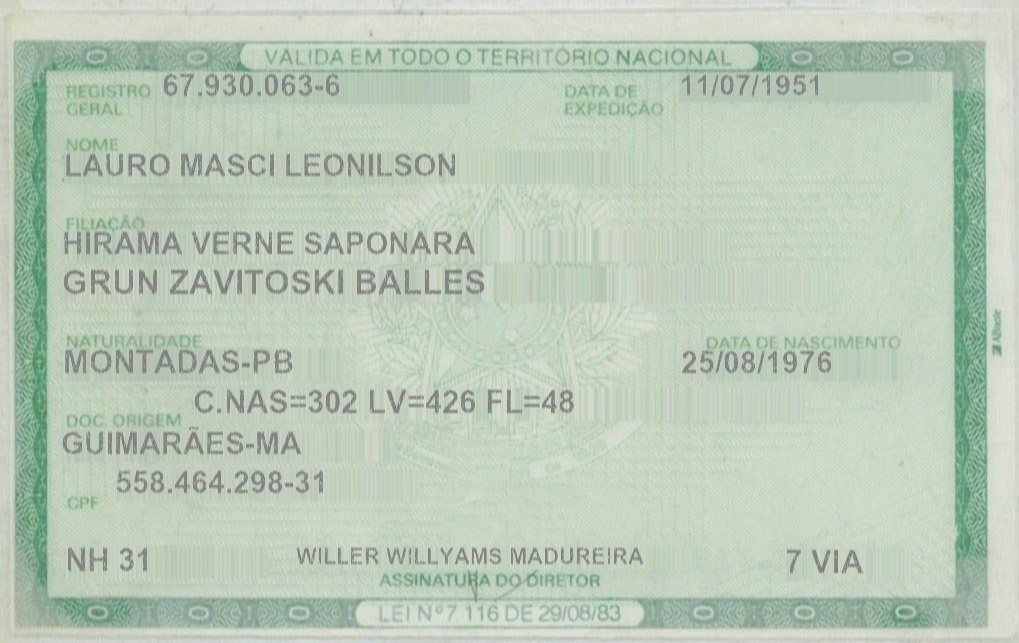 VÁLIDA EM TODO O TERRITÓRIO NACIONAL
REGISTRO GERAL 67.930.063-6 DATA DE EXPEDIÇÃO 11/07/1951
NOME
LAURO MASCI LEONILSON
FILIAÇÃO
HIRAMA VERNE SAPONARA
GRUN ZAVITOSKI BALLES
NATURALIDADE DATA DE NASCIMENTO
MONTADAS-PB 25/08/1976
C.NAS=302 LV=426 FL=48
DOC. ORIGEM
GUIMARÃES-MA
558.464.298-31
CPF
NH 31 WILLER WILLYAMS MADUREIRA 7 VIA
ASSINATURA DO DIRETOR
LEI Nº 7.116 DE 29/08/83